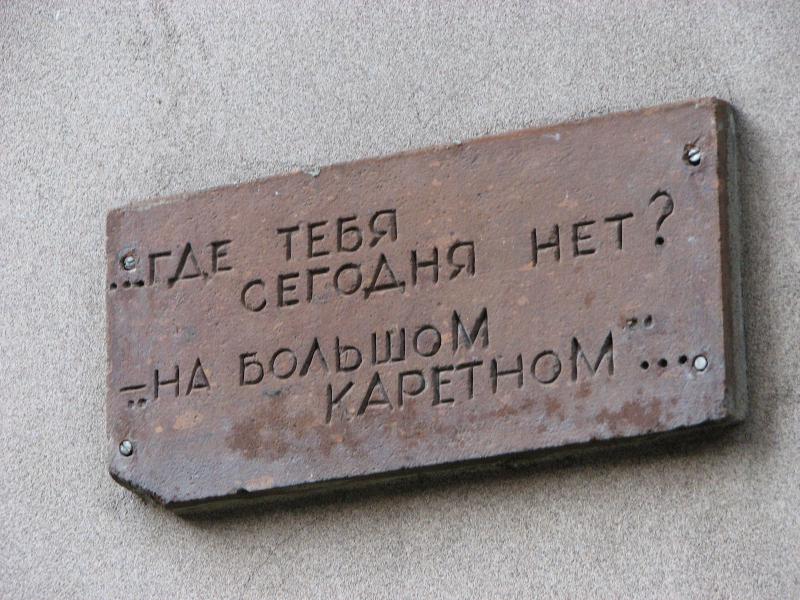 ...ГДЕ ТЕБЯ
СЕГОДНЯ НЕТ?
–„НА БОЛЬШОМ
КАРЕТНОМ"...